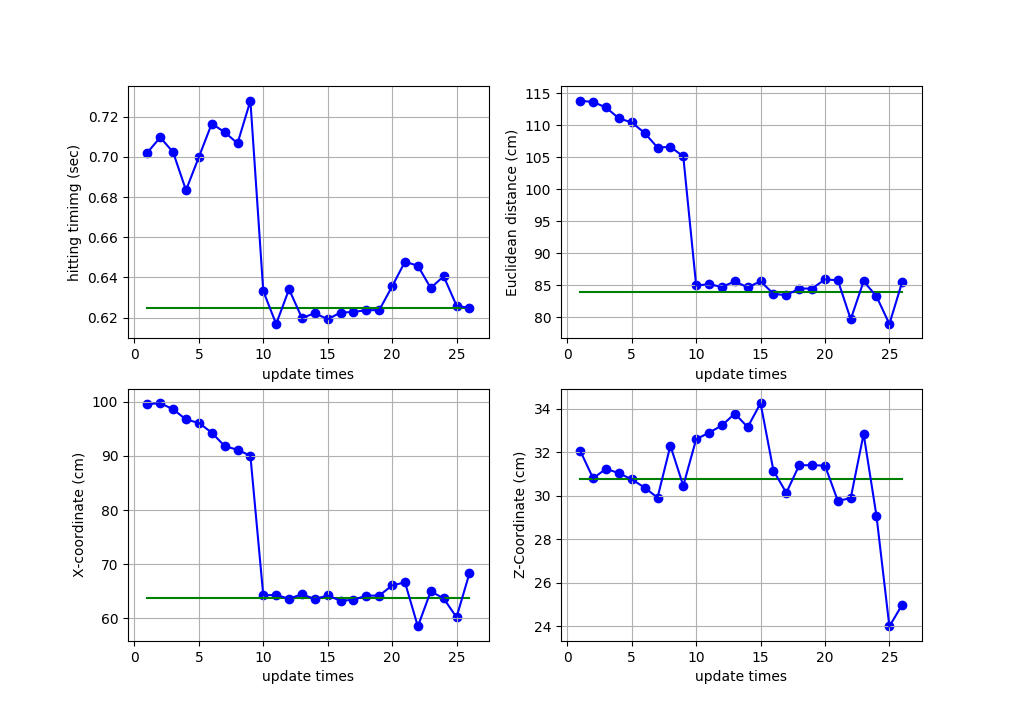 hitting timimg (sec)
0.72
0.70
0.68
0.66
0.64
0.62
0 5 10 15 20 25
update times
Euclidean distance (cm)
115
110
105
100
95
90
85
80
0 5 10 15 20 25
update times
X-coordinate (cm)
100
90
80
70
60
0 5 10 15 20 25
update times
Z-Coordinate (cm)
34
32
30
28
26
24
0 5 10 15 20 25
update times